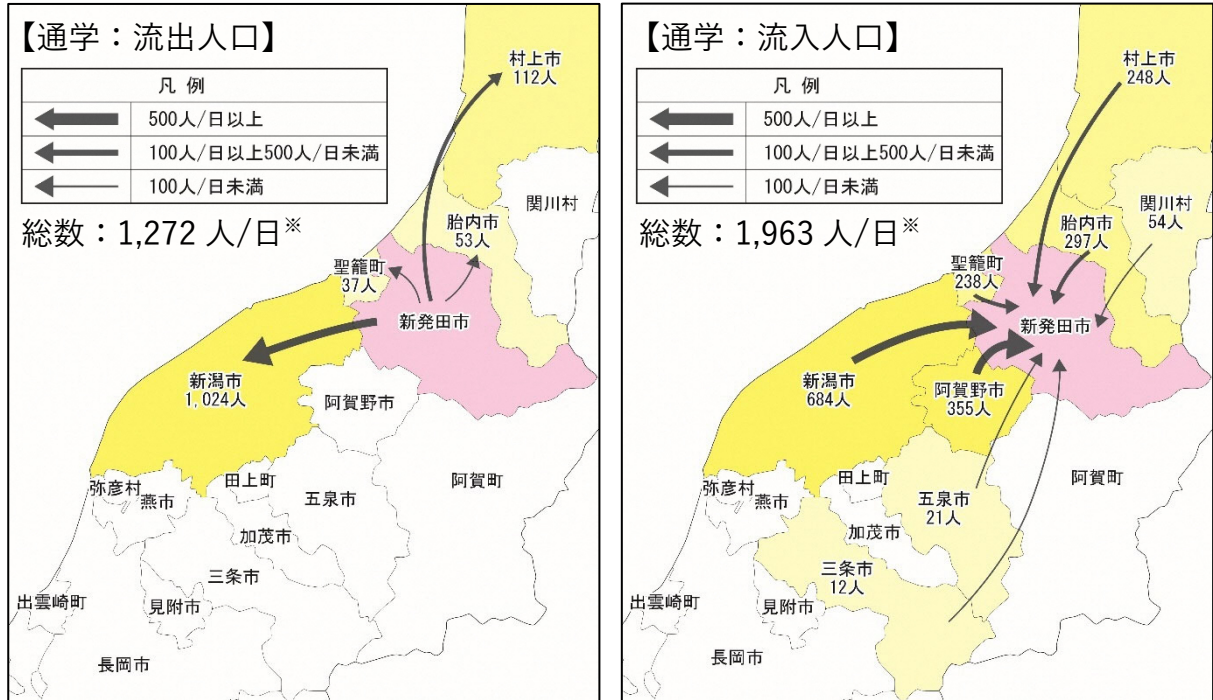 【通学：流出人口】
凡 例
500人/日以上
100人/日以上500人/日未満
100人/日未満
総数：1,272 人/日※
村上市
112人
関川村
胎内市
53人
聖籠町
37人
新発田市
新潟市
1,024人
阿賀野市
阿賀町
弥彦村
燕市
田上町
五泉市
加茂市
三条市
出雲崎町
見附市
長岡市
【通学：流入人口】
凡 例
500人/日以上
100人/日以上500人/日未満
100人/日未満
総数：1,963 人/日※
村上市
248人
関川村
54人
胎内市
297人
聖籠町
238人
新発田市
新潟市
684人
阿賀野市
355人
阿賀町
弥彦村
燕市
田上町
五泉市
21人
加茂市
三条市
12人
出雲崎町
見附市
長岡市